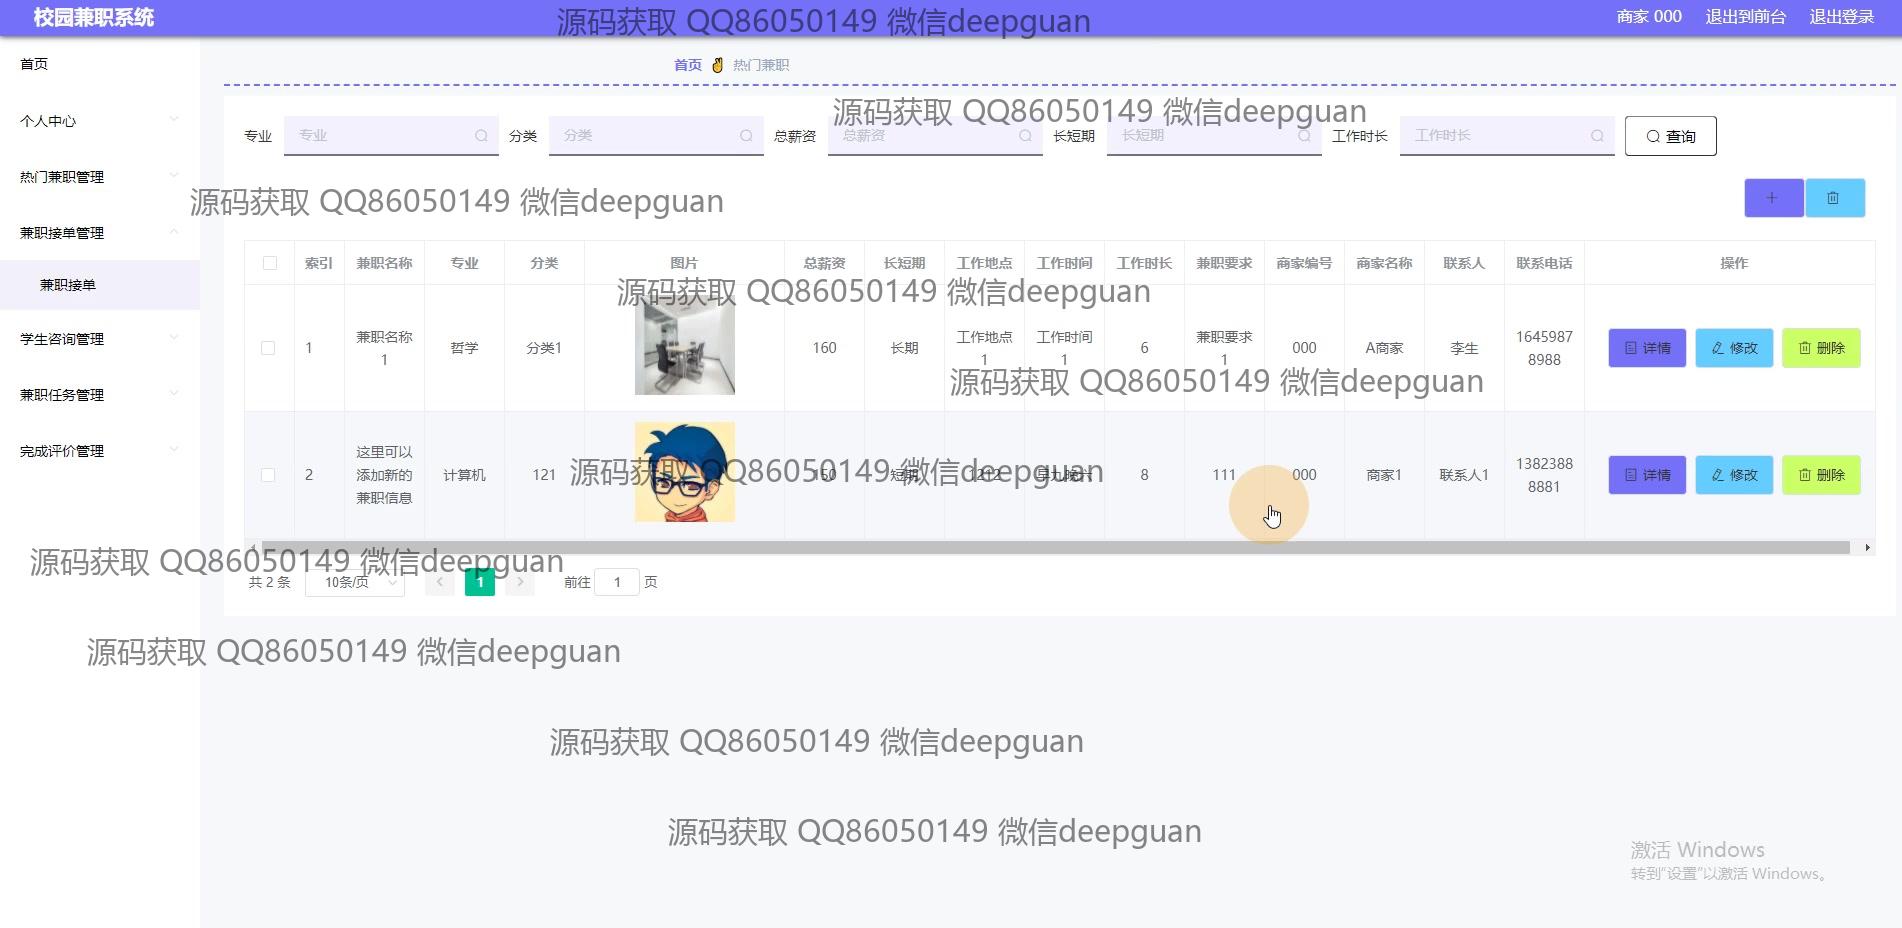 校园兼职系统
源码获取 QQ86050149 微信deepguan
商家 000 退出到前台 退出登录
首页
个人中心
热门兼职管理
兼职接单管理
兼职接单
学生咨询管理
兼职任务管理
完成评价管理
首页 热门兼职
源码获取 QQ86050149 微信deepguan
专业 专业 分类 分类 总薪资 总薪资 长短期 长短期 工作时长 工作时长 查询
源码获取 QQ86050149 微信deepguan
索引 兼职名称 专业 分类 图片 总薪资 长短期 工作地点 工作时间 工作时长 兼职要求 商家编号 商家名称 联系人 联系电话 操作
源码获取 QQ86050149 微信deepguan
1 兼职名称1 哲学 分类1 160 长期 工作地点1 工作时间1 6 兼职要求1 000 A商家 李生 16459878988 详情 修改 删除
源码获取 QQ86050149 微信deepguan
2 这里可以添加新的兼职信息 计算机 121 150 短期 1212 8 111 000 商家1 联系人1 13823888881 详情 修改 删除
源码获取 QQ86050149 微信deepguan
源码获取 QQ86050149 微信deepguan
共 2 条 10条/页 1 前往 1 页
源码获取 QQ86050149 微信deepguan
源码获取 QQ86050149 微信deepguan
源码获取 QQ86050149 微信deepguan
激活 Windows
转到“设置”以激活 Windows。